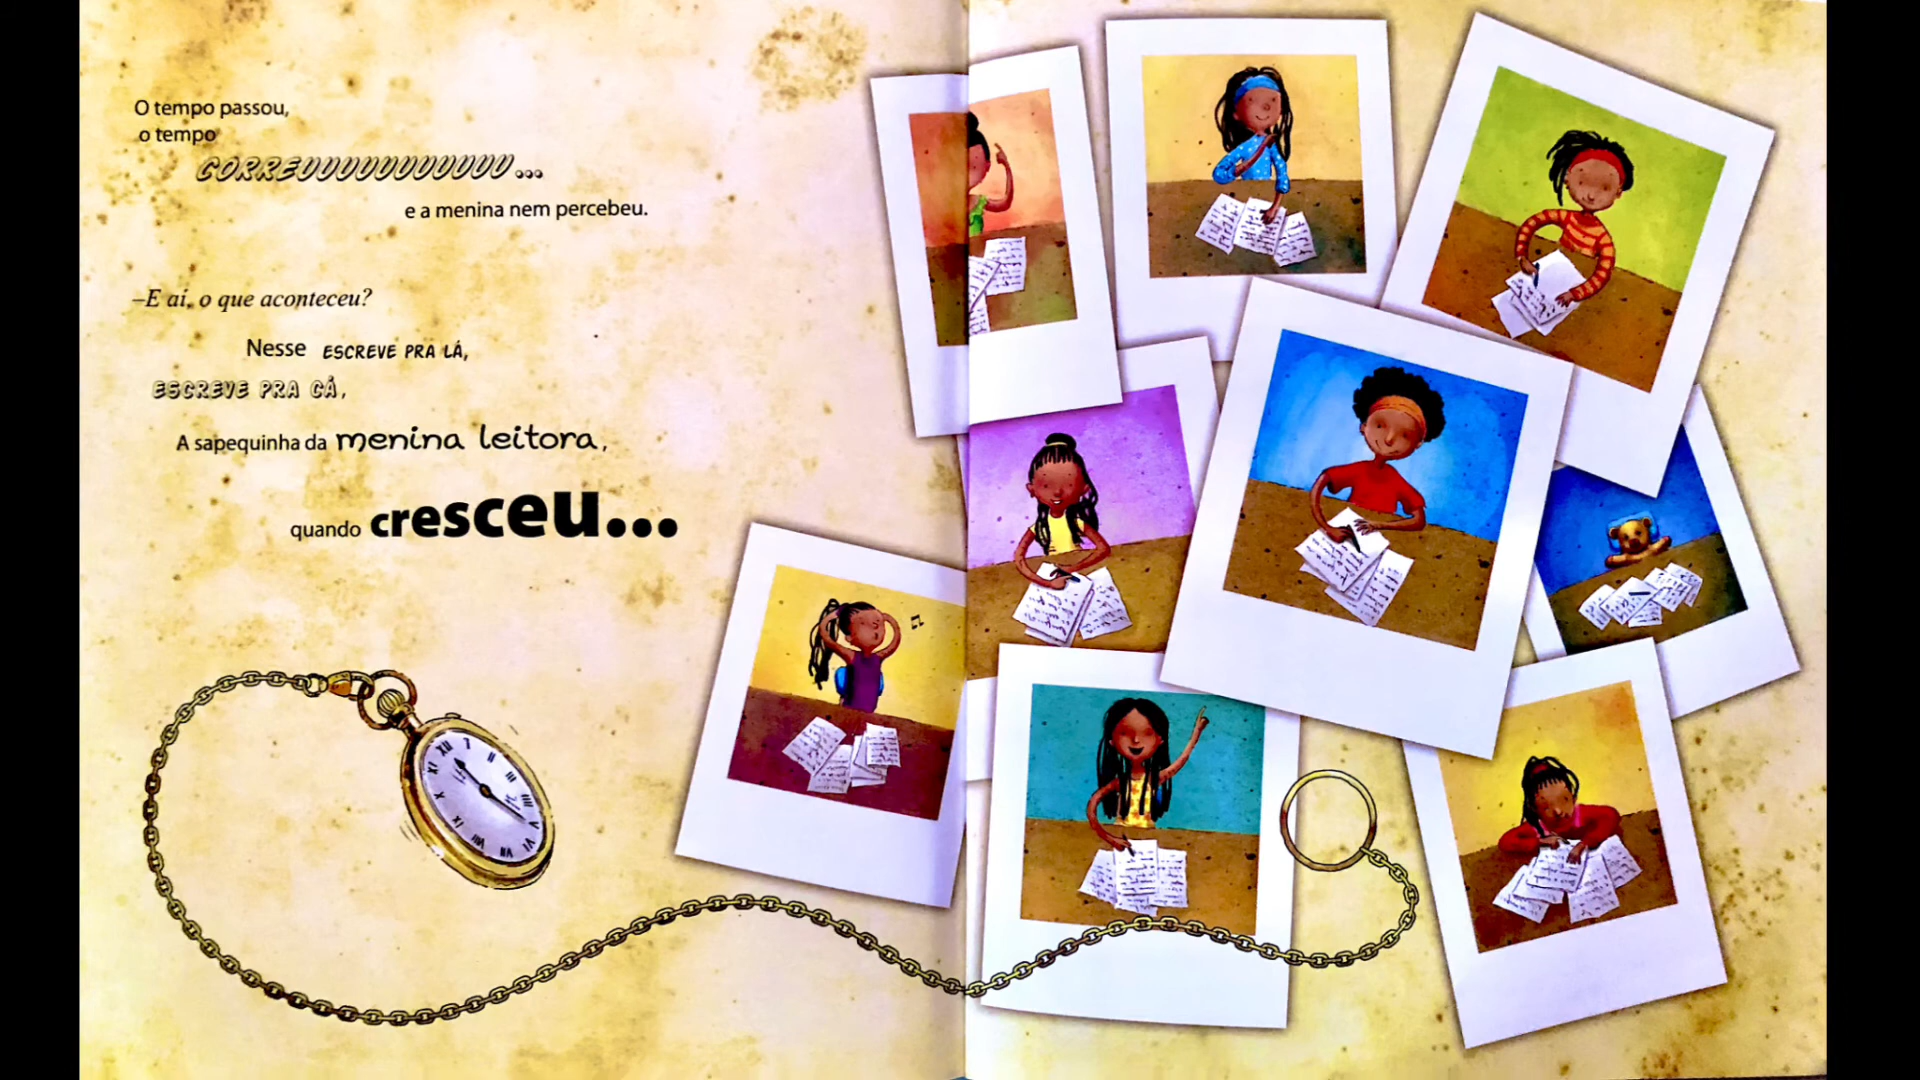 O tempo passou,
o tempo
CORREUUUUUUUUUUU...
e a menina nem percebeu.
–E aí, o que aconteceu?
Nesse ESCREVE PRA LÁ,
ESCREVE PRA CÁ,
A sapequinha da menina leitora,
quando cresceu...